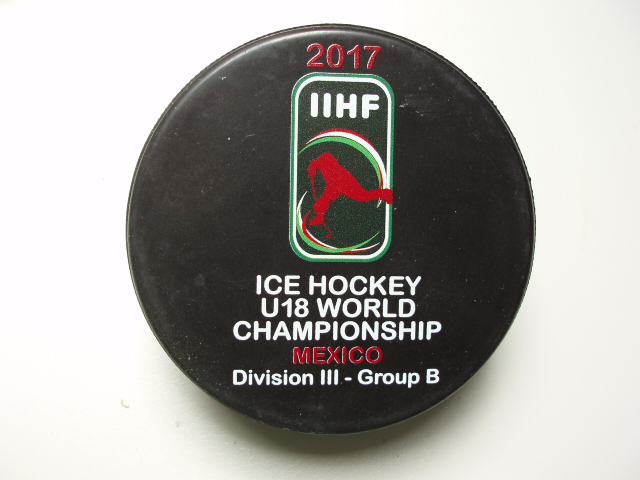 2017
IIHF
ICE HOCKEY
U18 WORLD
CHAMPIONSHIP
MEXICO
Division III - Group B